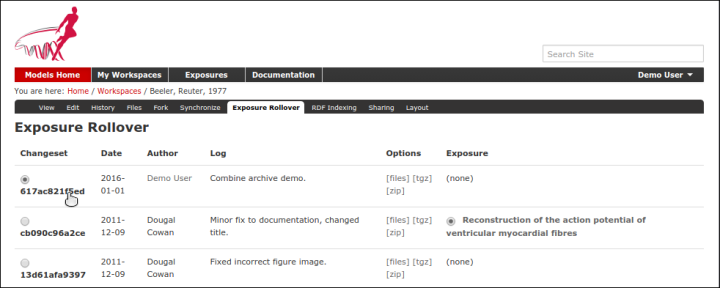 Search Site
Models Home My Workspaces Exposures Documentation Demo User
You are here: Home / Workspaces / Beeler, Reuter, 1977
View Edit History Files Fork Synchronize Exposure Rollover RDF Indexing Sharing Layout
Exposure Rollover
Changeset Date Author Log Options Exposure
617ac821f5ed 2016-01-01 Demo User Combine archive demo. [files] [tgz] [zip] (none)
cb090c96a2ce 2011-12-09 Dougal Cowan Minor fix to documentation, changed title. [files] [tgz] [zip] Reconstruction of the action potential of ventricular myocardial fibres
13d61afa9397 2011-12-09 Dougal Cowan Fixed incorrect figure image. [files] [tgz] [zip] (none)